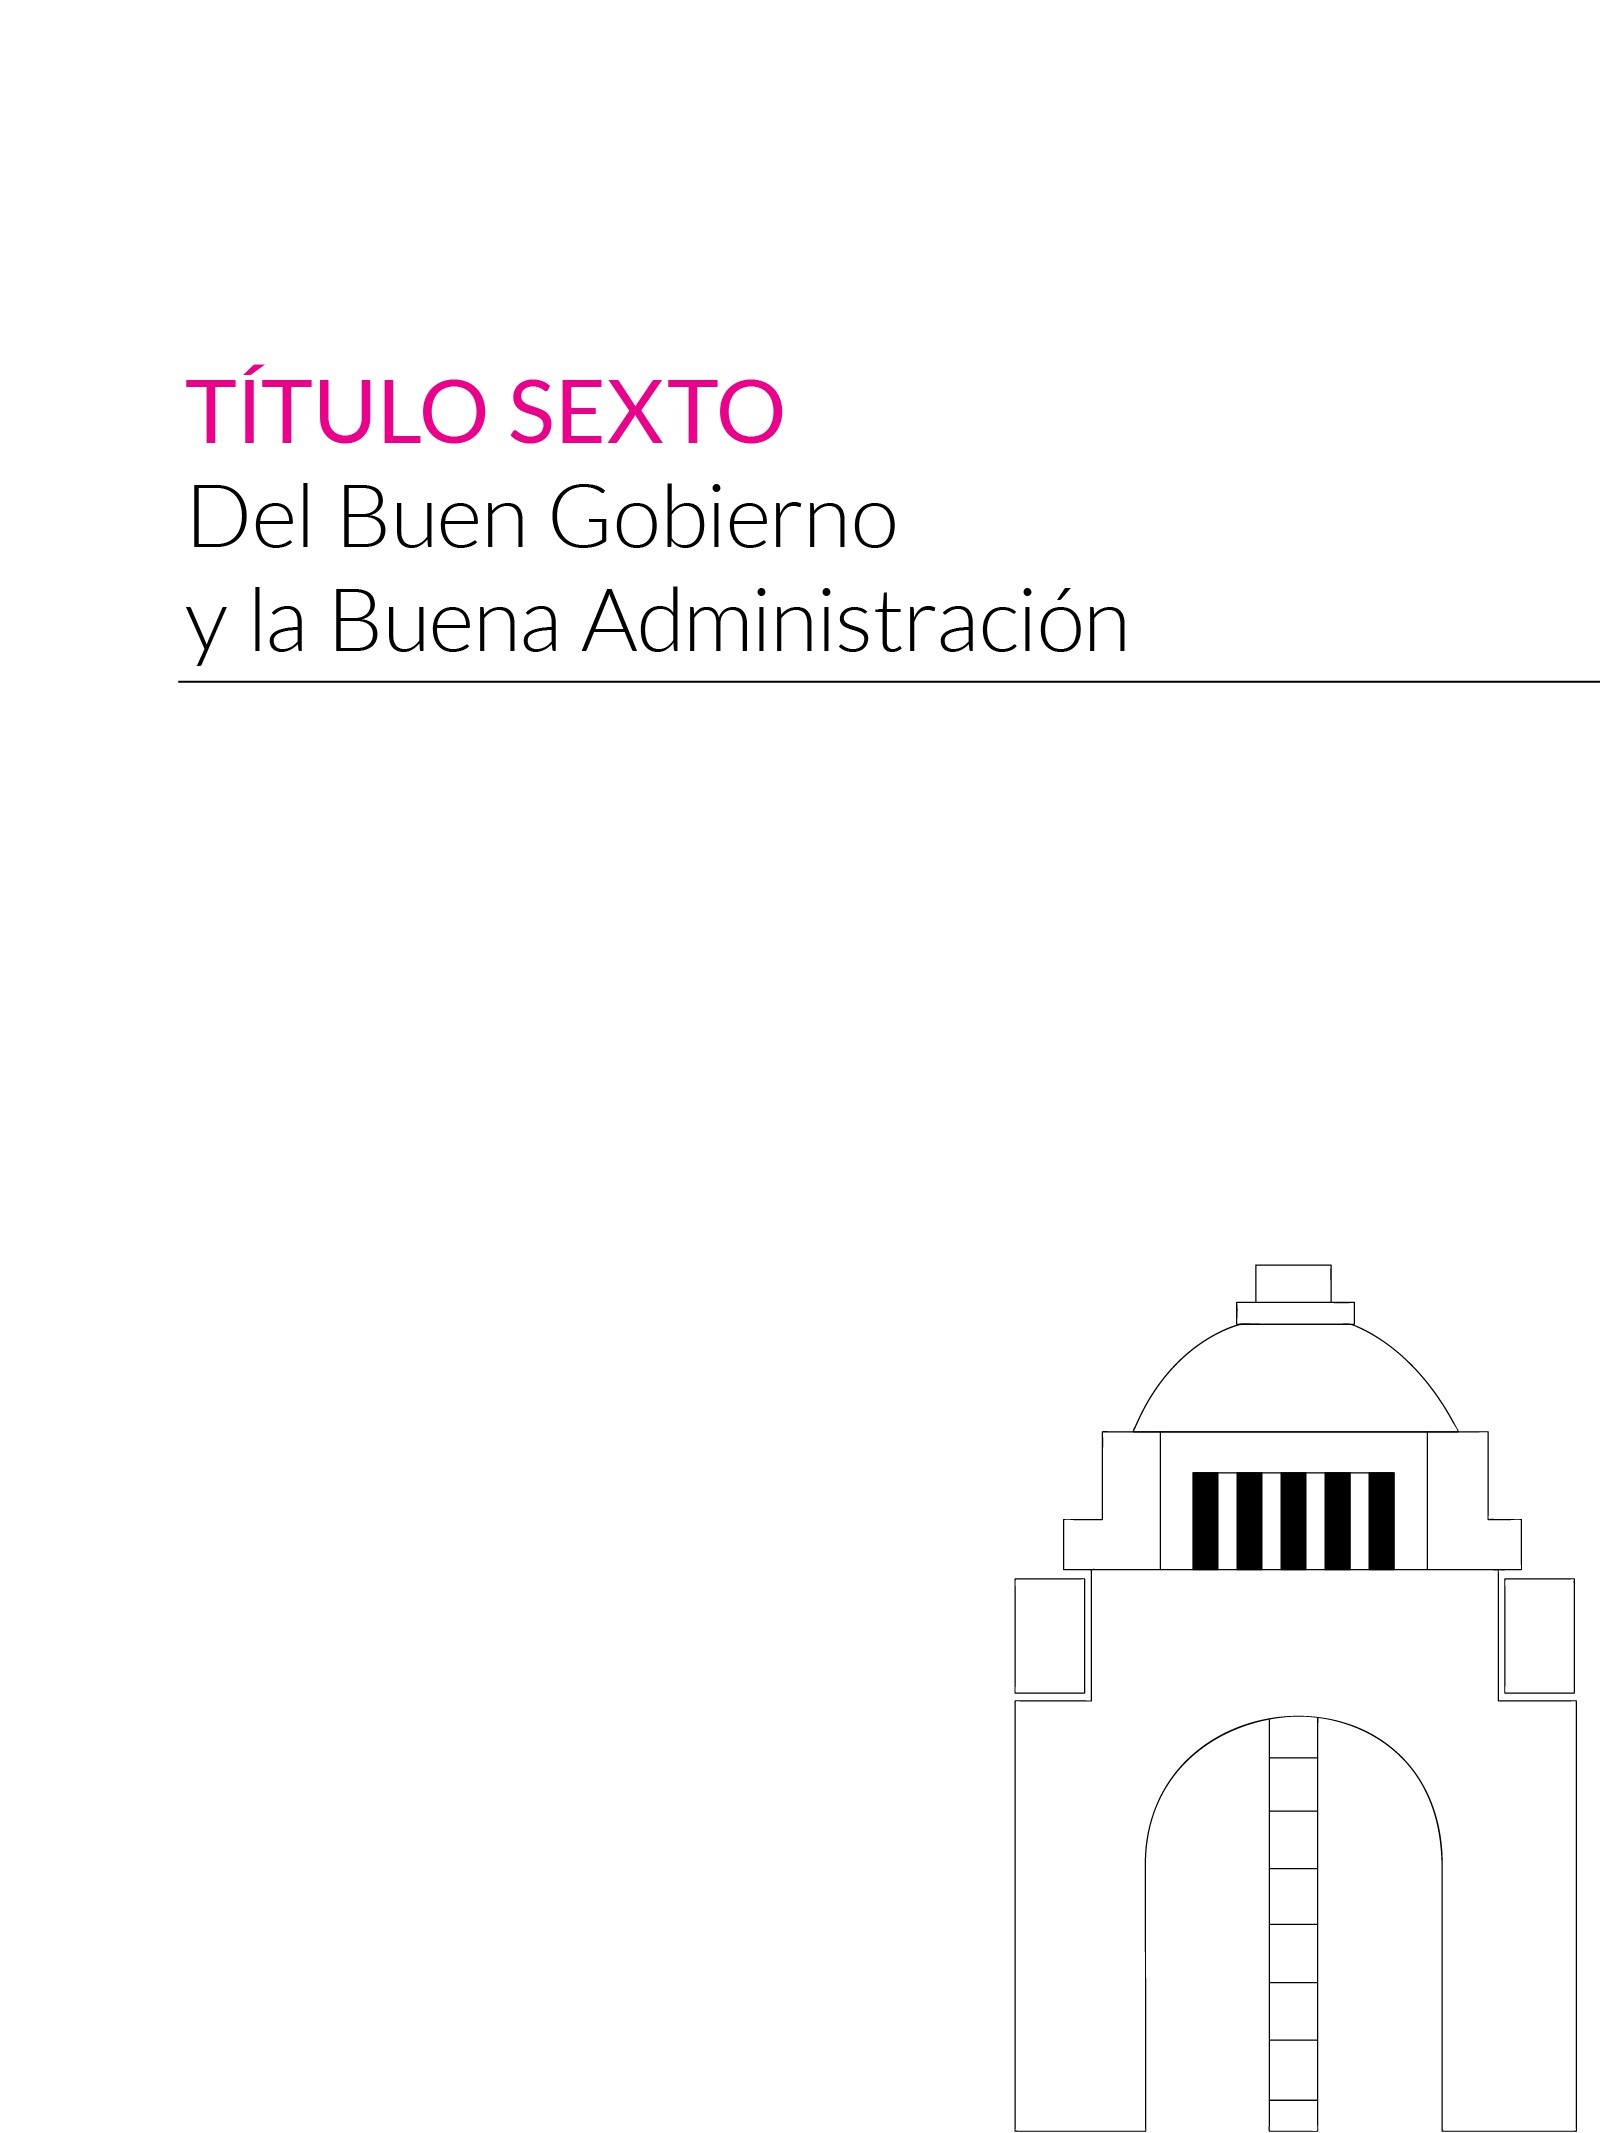 TÍTULO SEXTO
Del Buen Gobierno
y la Buena Administración